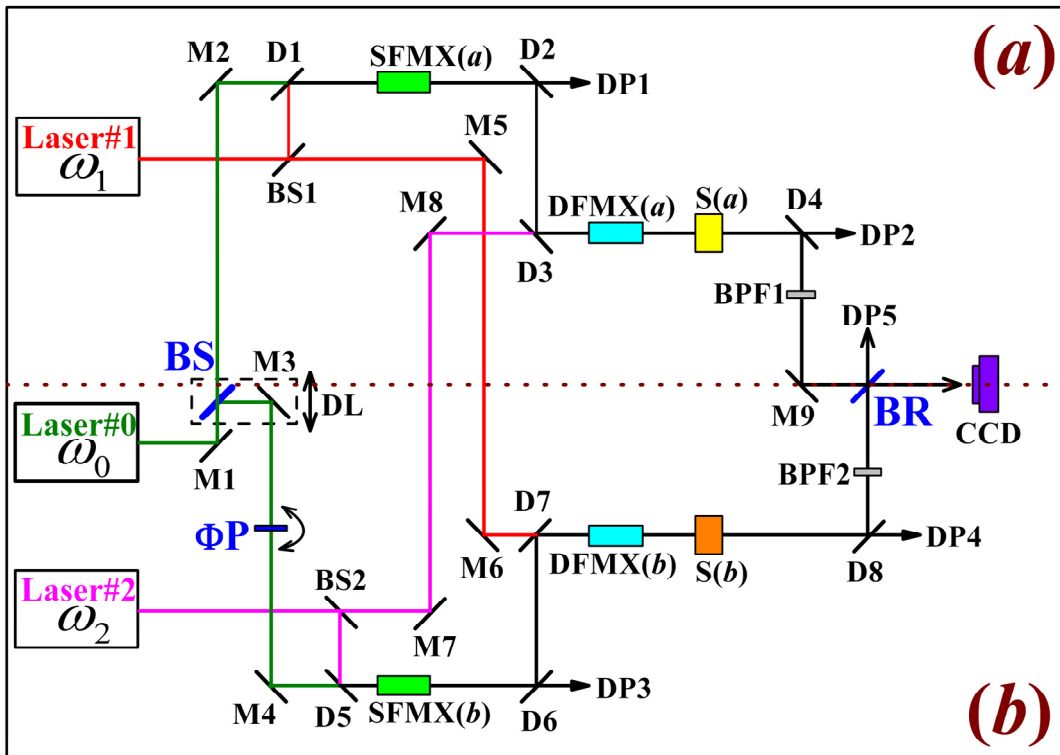 (a)
M2
D1
SFMX(a)
D2
DP1
Laser#1
ω₁
BS1
M5
M8
DFMX(a)
S(a)
D4
DP2
D3
BPF1
DP5
BS
M3
DL
M9
BR
CCD
Laser#0
ω₀
M1
BPF2
ΦP
D7
M6
DFMX(b)
S(b)
D8
DP4
Laser#2
ω₂
BS2
M7
M4
D5
SFMX(b)
D6
DP3
(b)